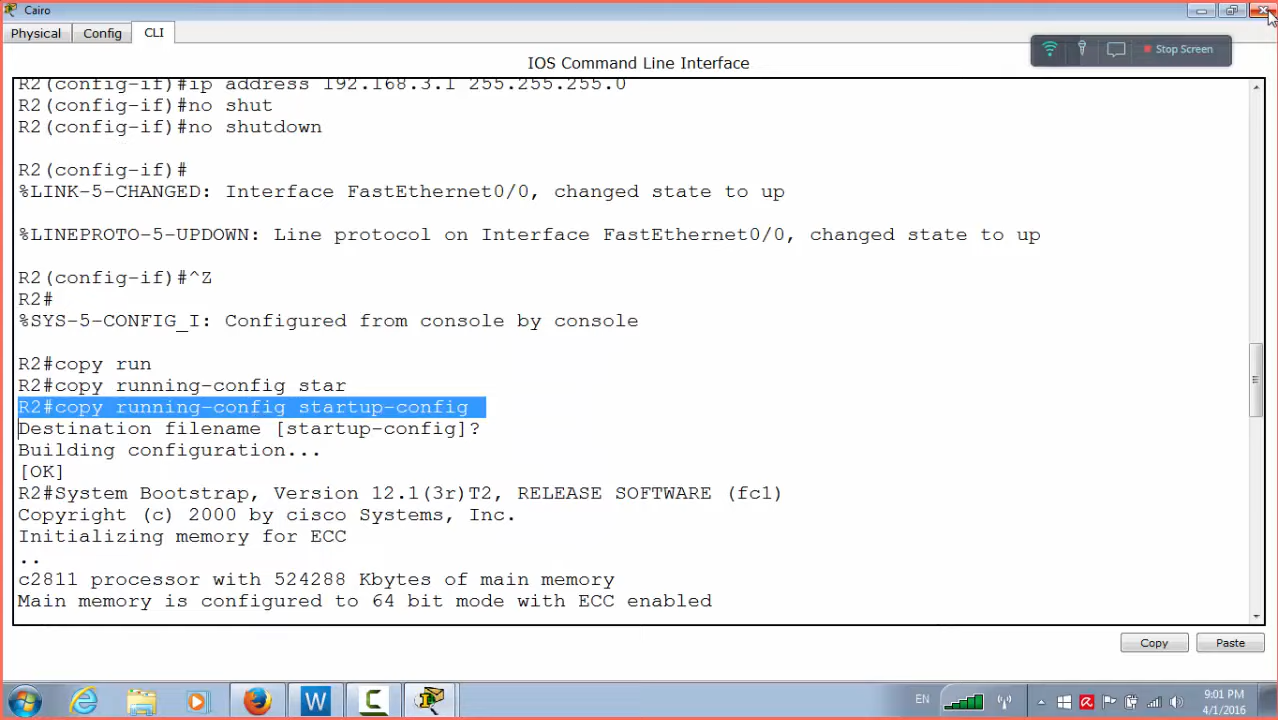 Cairo
Physical Config CLI
Stop Screen
IOS Command Line Interface
R2(config-if)#ip address 192.168.3.1 255.255.255.0
R2(config-if)#no shut
R2(config-if)#no shutdown
R2(config-if)#
%LINK-5-CHANGED: Interface FastEthernet0/0, changed state to up
%LINEPROTO-5-UPDOWN: Line protocol on Interface FastEthernet0/0, changed state to up
R2(config-if)#^Z
R2#
%SYS-5-CONFIG_I: Configured from console by console
R2#copy run
R2#copy running-config star
R2#copy running-config startup-config
Destination filename [startup-config]?
Building configuration...
[OK]
R2#System Bootstrap, Version 12.1(3r)T2, RELEASE SOFTWARE (fc1)
Copyright (c) 2000 by cisco Systems, Inc.
Initializing memory for ECC
..
c2811 processor with 524288 Kbytes of main memory
Main memory is configured to 64 bit mode with ECC enabled
Copy Paste
EN
9:01 PM
4/1/2016